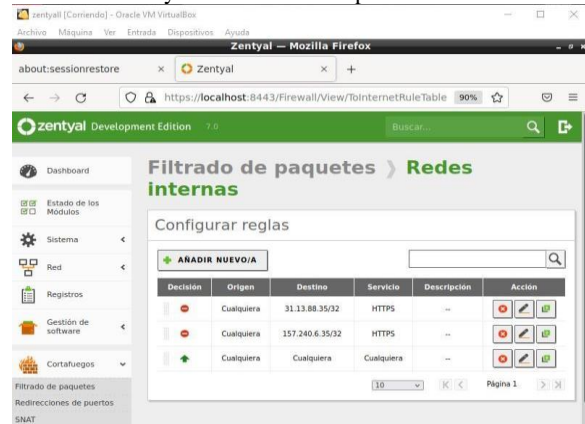 zentyall [Corriendo] - Oracle VM VirtualBox
Archivo Máquina Ver Entrada Dispositivos Ayuda
Zentyal — Mozilla Firefox
about:sessionrestore
Zentyal
https://localhost:8443/Firewall/View/ToInternetRuleTable 90%
zentyal Development Edition 7.0 Buscar...
Dashboard
Estado de los Módulos
Sistema
Red
Registros
Gestión de software
Cortafuegos
Filtrado de paquetes
Redirecciones de puertos
SNAT
Filtrado de paquetes Redes
internas
Configurar reglas
AÑADIR NUEVO/A
Decisión Origen Destino Servicio Descripción Acción
Cualquiera 31.13.88.35/32 HTTPS --
Cualquiera 157.240.6.35/32 HTTPS --
Cualquiera Cualquiera Cualquiera --
10 Página 1